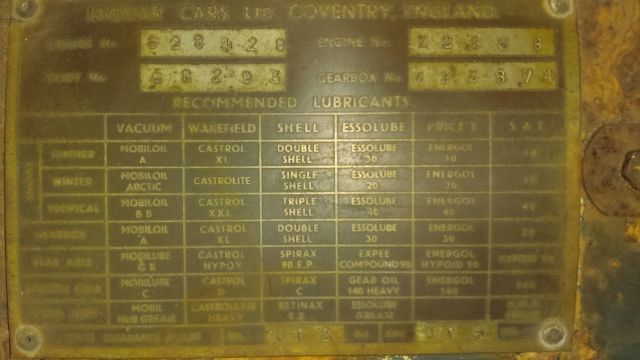 JAGUAR CARS LTD. COVENTRY, ENGLAND.
No. 628428 ENGINE No.
BODY No. GEARBOX No.
RECOMMENDED LUBRICANTS.
VACUUM WAKEFIELD SHELL ESSOLUBE PRICE'S S.A.E.
SUMMER MOBILOIL A CASTROL XL DOUBLE SHELL ESSOLUBE 30 ENERGOL 30 30
WINTER MOBILOIL ARCTIC CASTROLITE SINGLE SHELL ESSOLUBE 20 ENERGOL 20 20
TROPICAL MOBILOIL B B CASTROL XXL TRIPLE SHELL ESSOLUBE 40 ENERGOL 40 40
GEARBOX MOBILOIL A CASTROL XL DOUBLE SHELL ESSOLUBE 30 ENERGOL 30 30
REAR AXLE MOBILUBE G X CASTROL HYPOY SPIRAX 90 E.P. EXPEE COMPOUND 90 ENERGOL HYPOID 90 HYPOID 90
MOBILUBE C CASTROL D SPIRAX C GEAR OIL 140 HEAVY ENERGOL 140 140
MOBIL HUB GREASE CASTROLEASE HEAVY RETINAX ESSOLUBE GREASE